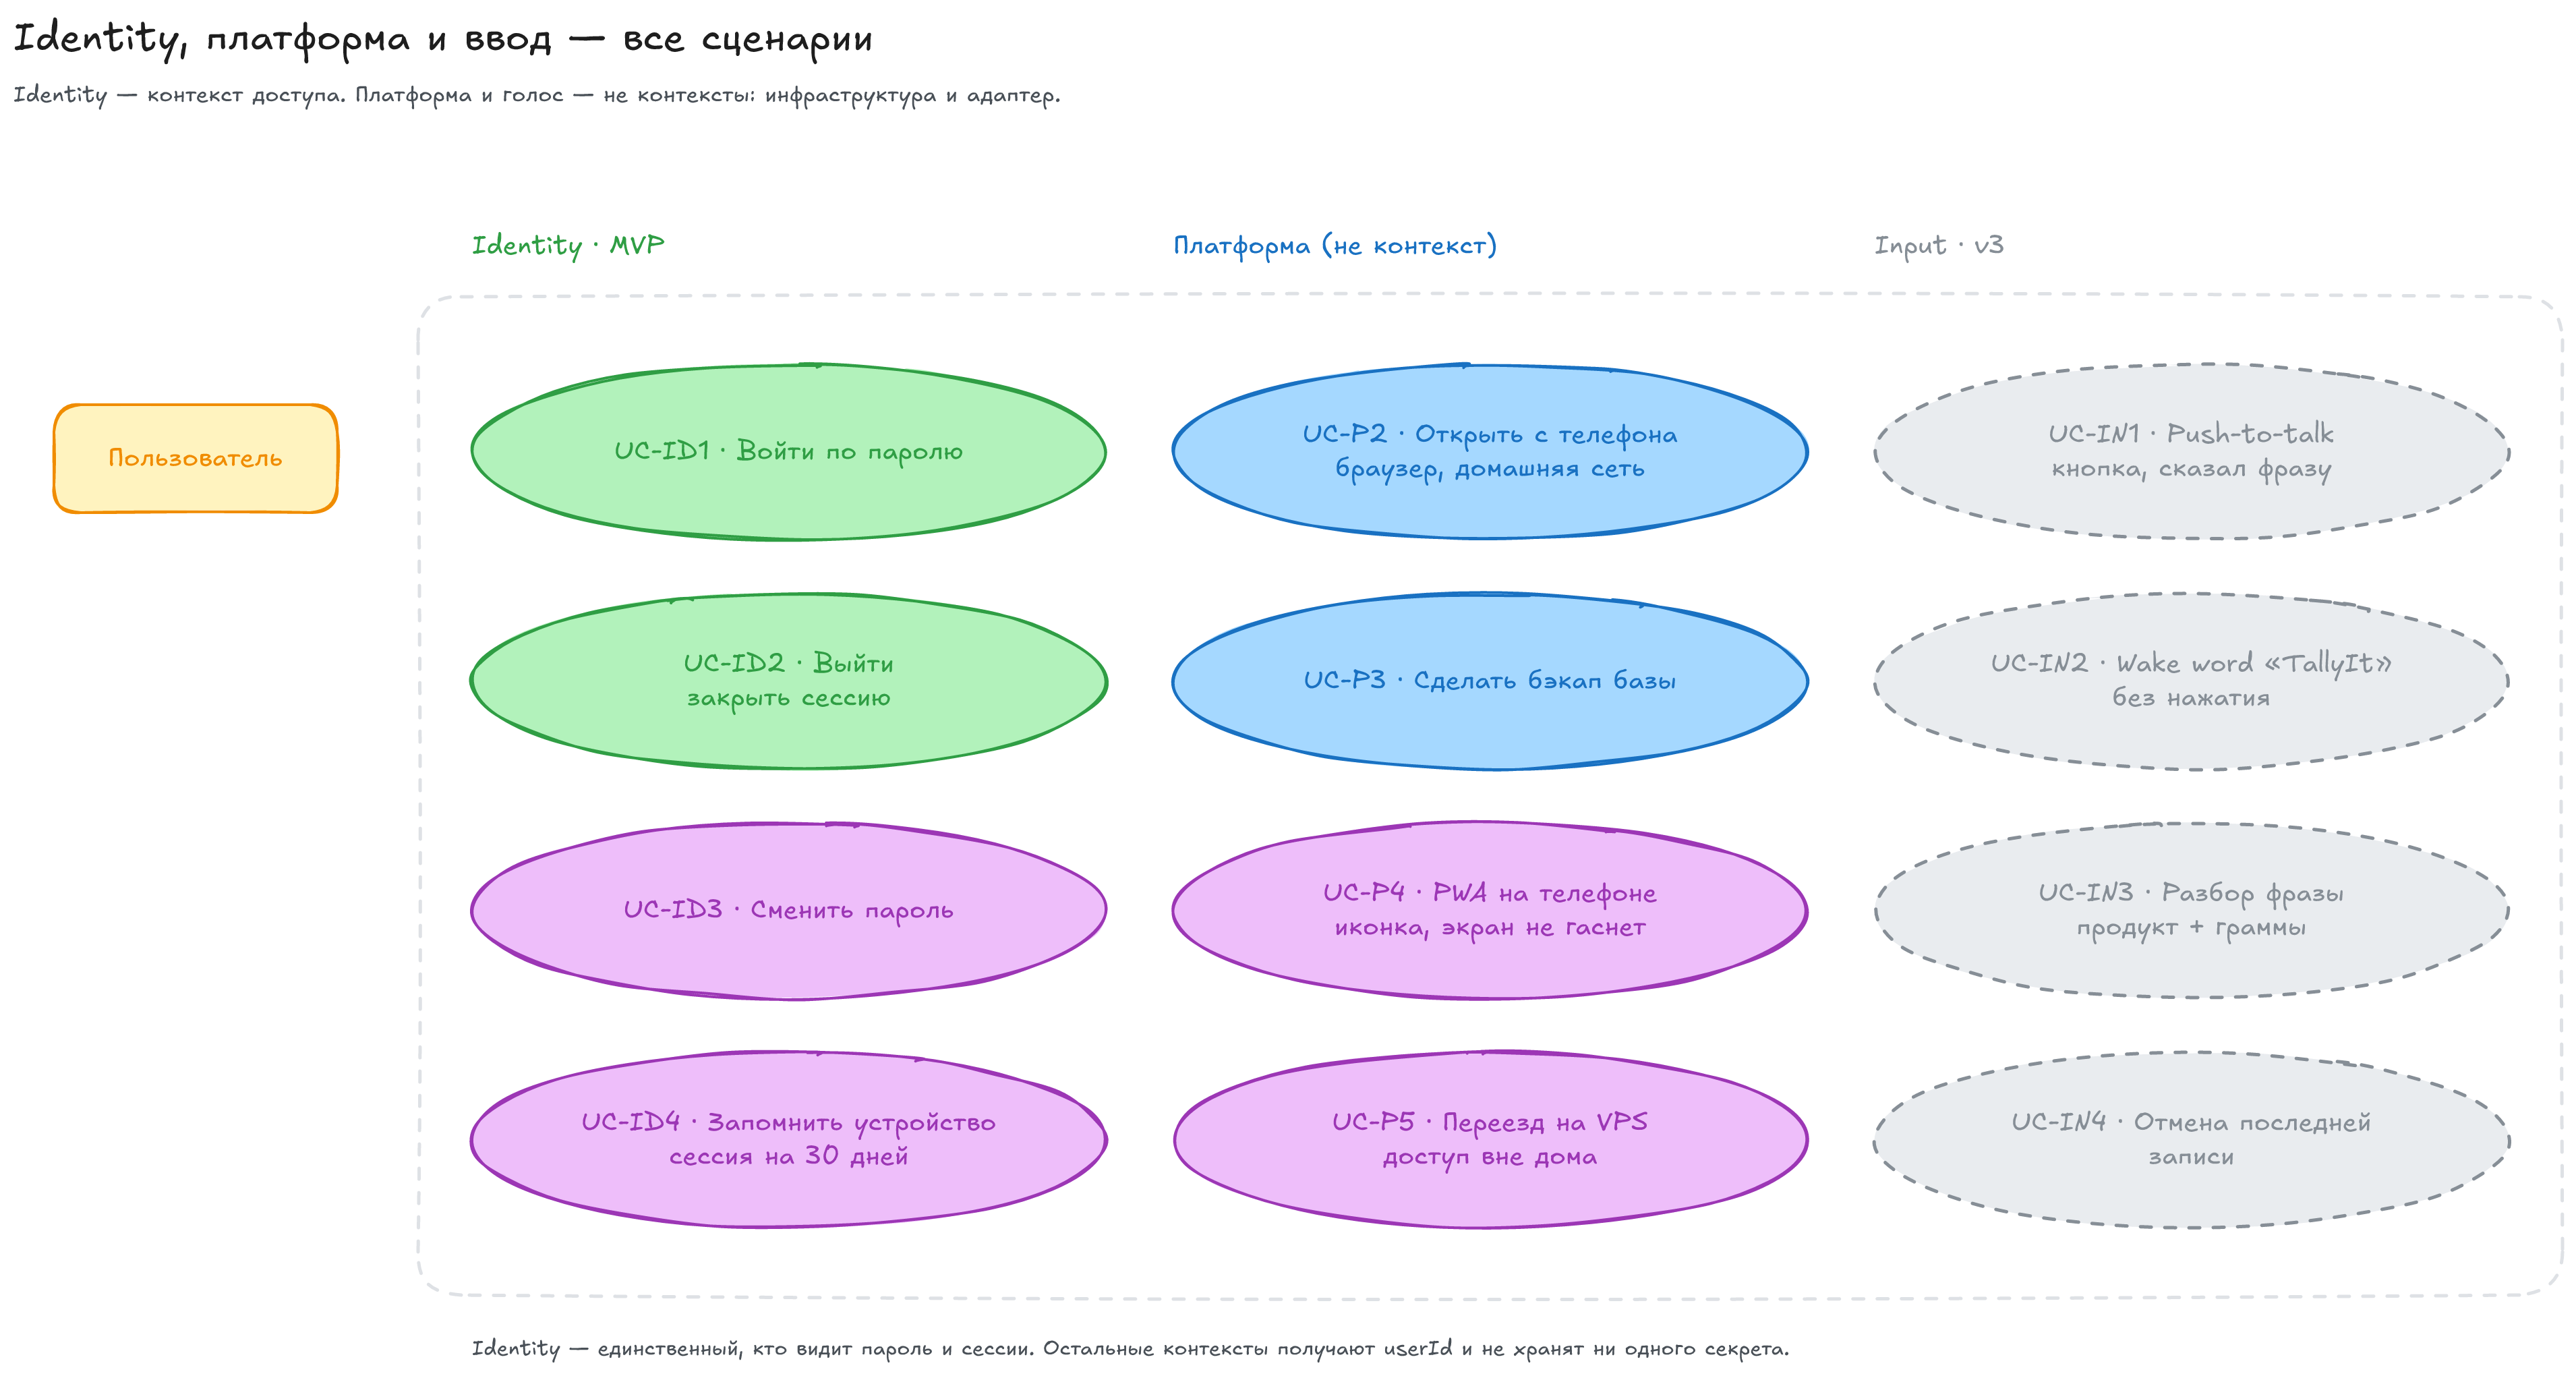 Identity, платформа и ввод — все сценарии
Identity — контекст доступа. Платформа и голос — не контексты: инфраструктура и адаптер.
Identity · MVP
Платформа (не контекст)
Input · v3
Пользователь
UC-ID1 · Войти по паролю
UC-P2 · Открыть с телефона
браузер, домашняя сеть
UC-IN1 · Push-to-talk
кнопка, сказал фразу
UC-ID2 · Выйти
закрыть сессию
UC-P3 · Сделать бэкап базы
UC-IN2 · Wake word «TallyIt»
без нажатия
UC-ID3 · Сменить пароль
UC-P4 · PWA на телефоне
иконка, экран не гаснет
UC-IN3 · Разбор фразы
продукт + граммы
UC-ID4 · Запомнить устройство
сессия на 30 дней
UC-P5 · Переезд на VPS
доступ вне дома
UC-IN4 · Отмена последней
записи
Identity — единственный, кто видит пароль и сессии. Остальные контексты получают userId и не хранят ни одного секрета.